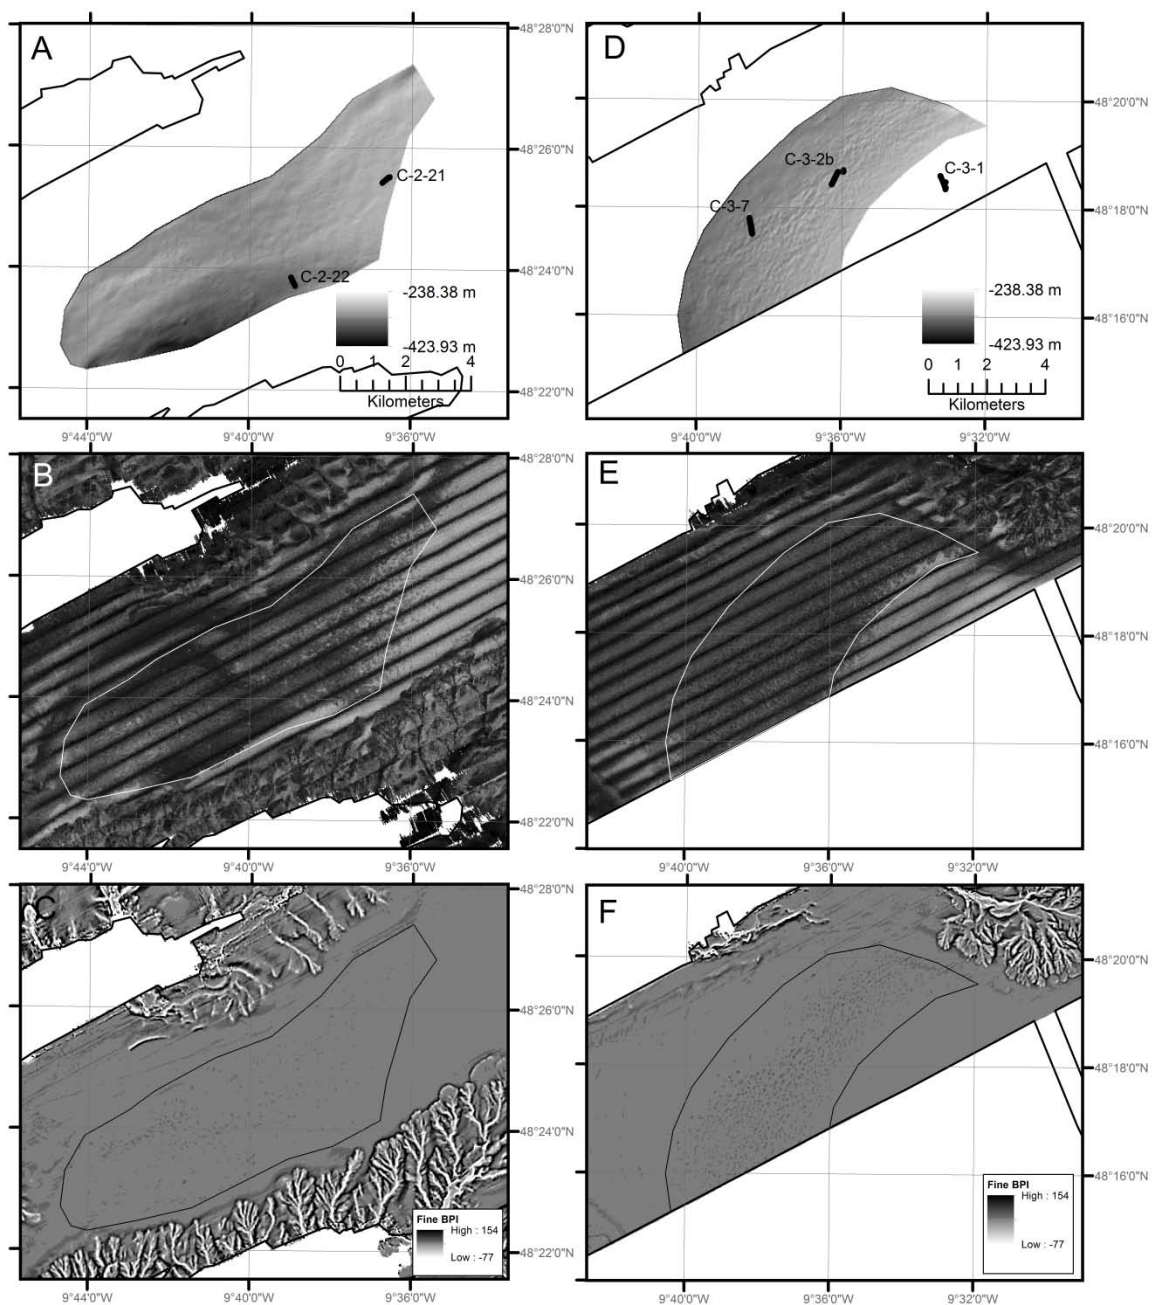 A
48°28'0"N
48°26'0"N
48°24'0"N
48°22'0"N
C-2-21
C-2-22
-238.38 m
-423.93 m
0 1 2 4
Kilometers
9°44'0"W 9°40'0"W 9°36'0"W
D
48°20'0"N
48°18'0"N
48°16'0"N
C-3-2b
C-3-1
C-3-7
-238.38 m
-423.93 m
0 1 2 4
Kilometers
9°40'0"W 9°36'0"W 9°32'0"W
B
48°28'0"N
48°26'0"N
48°24'0"N
48°22'0"N
9°44'0"W 9°40'0"W 9°36'0"W
E
48°20'0"N
48°18'0"N
48°16'0"N
9°40'0"W 9°36'0"W 9°32'0"W
C
48°28'0"N
48°26'0"N
48°24'0"N
48°22'0"N
Fine BPI
High : 154
Low : -77
9°44'0"W 9°40'0"W 9°36'0"W
F
48°20'0"N
48°18'0"N
48°16'0"N
Fine BPI
High : 154
Low : -77
9°40'0"W 9°36'0"W 9°32'0"W